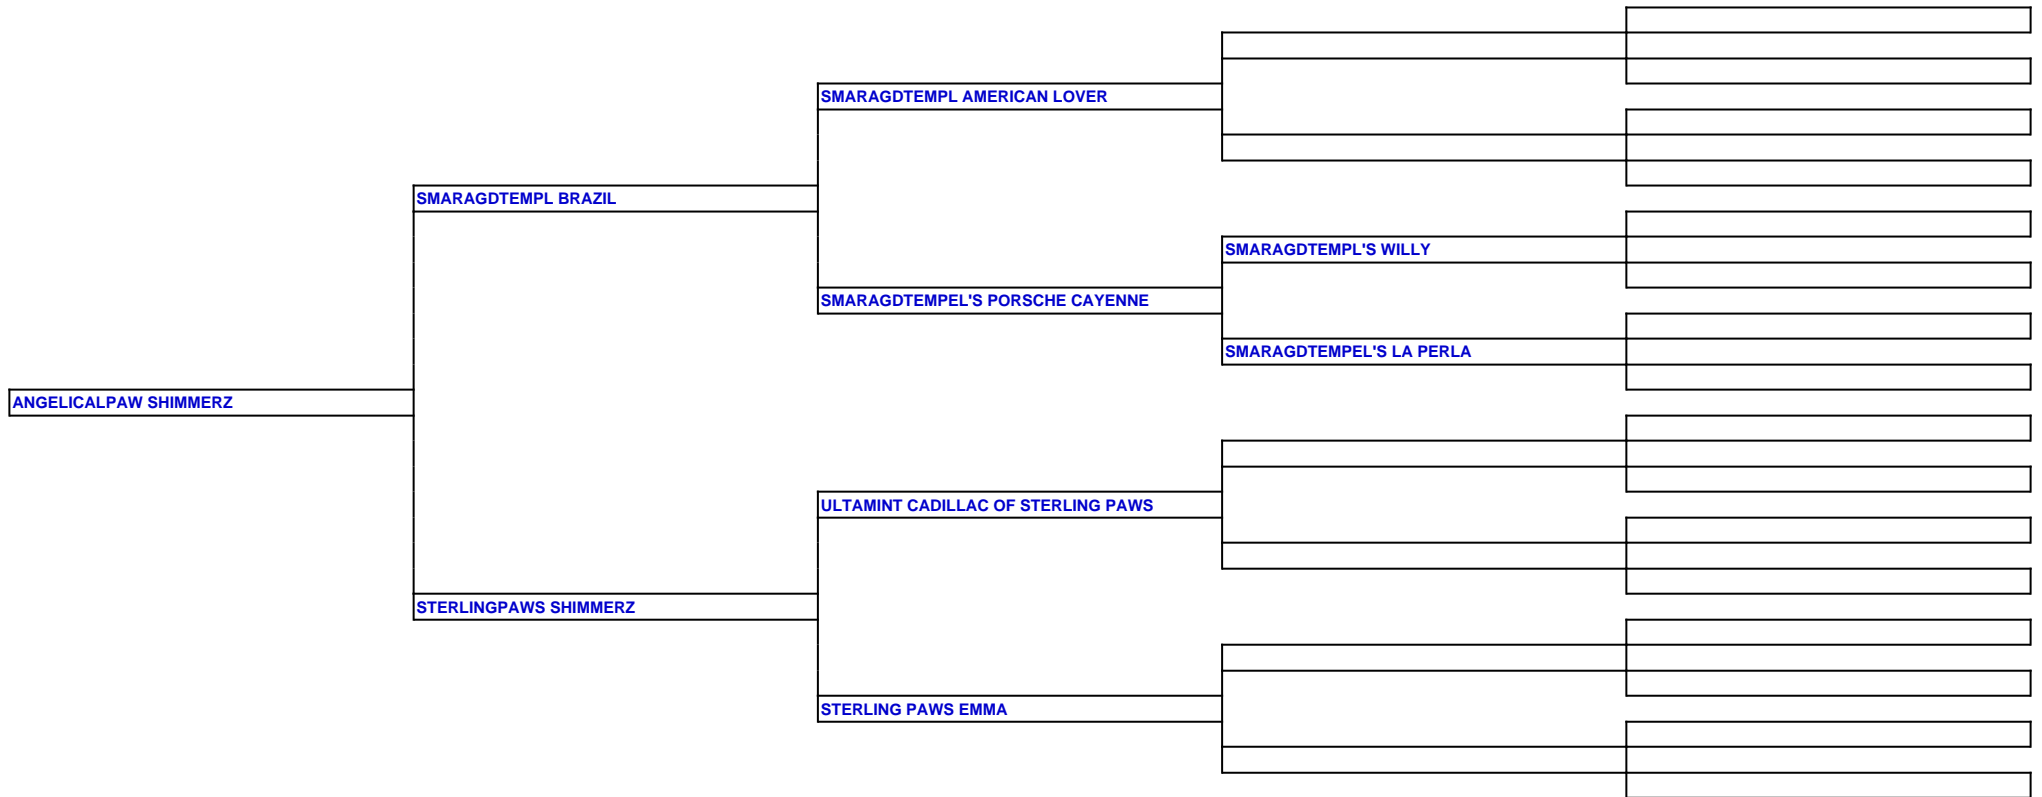 SMARAGDTEMPL AMERICAN LOVER
SMARAGDTEMPL BRAZIL
SMARAGDTEMPL'S WILLY
SMARAGDTEMPEL'S PORSCHE CAYENNE
SMARAGDTEMPEL'S LA PERLA
ANGELICALPAW SHIMMERZ
ULTAMINT CADILLAC OF STERLING PAWS
STERLINGPAWS SHIMMERZ
STERLING PAWS EMMA